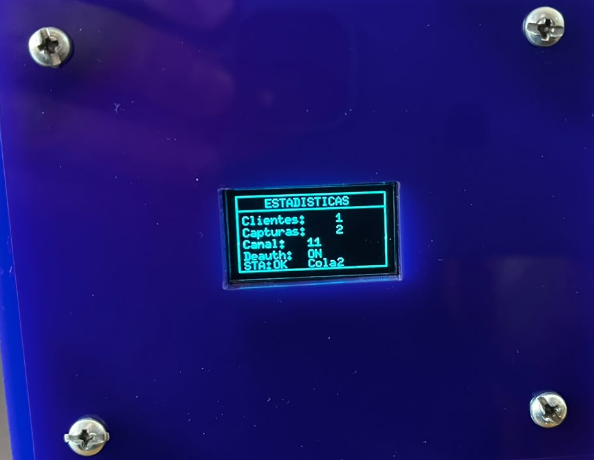 ESTADISTICAS
Clientes: 1
Capturas: 2
Canal: 11
Deauth: ON
STA:OK Cola2